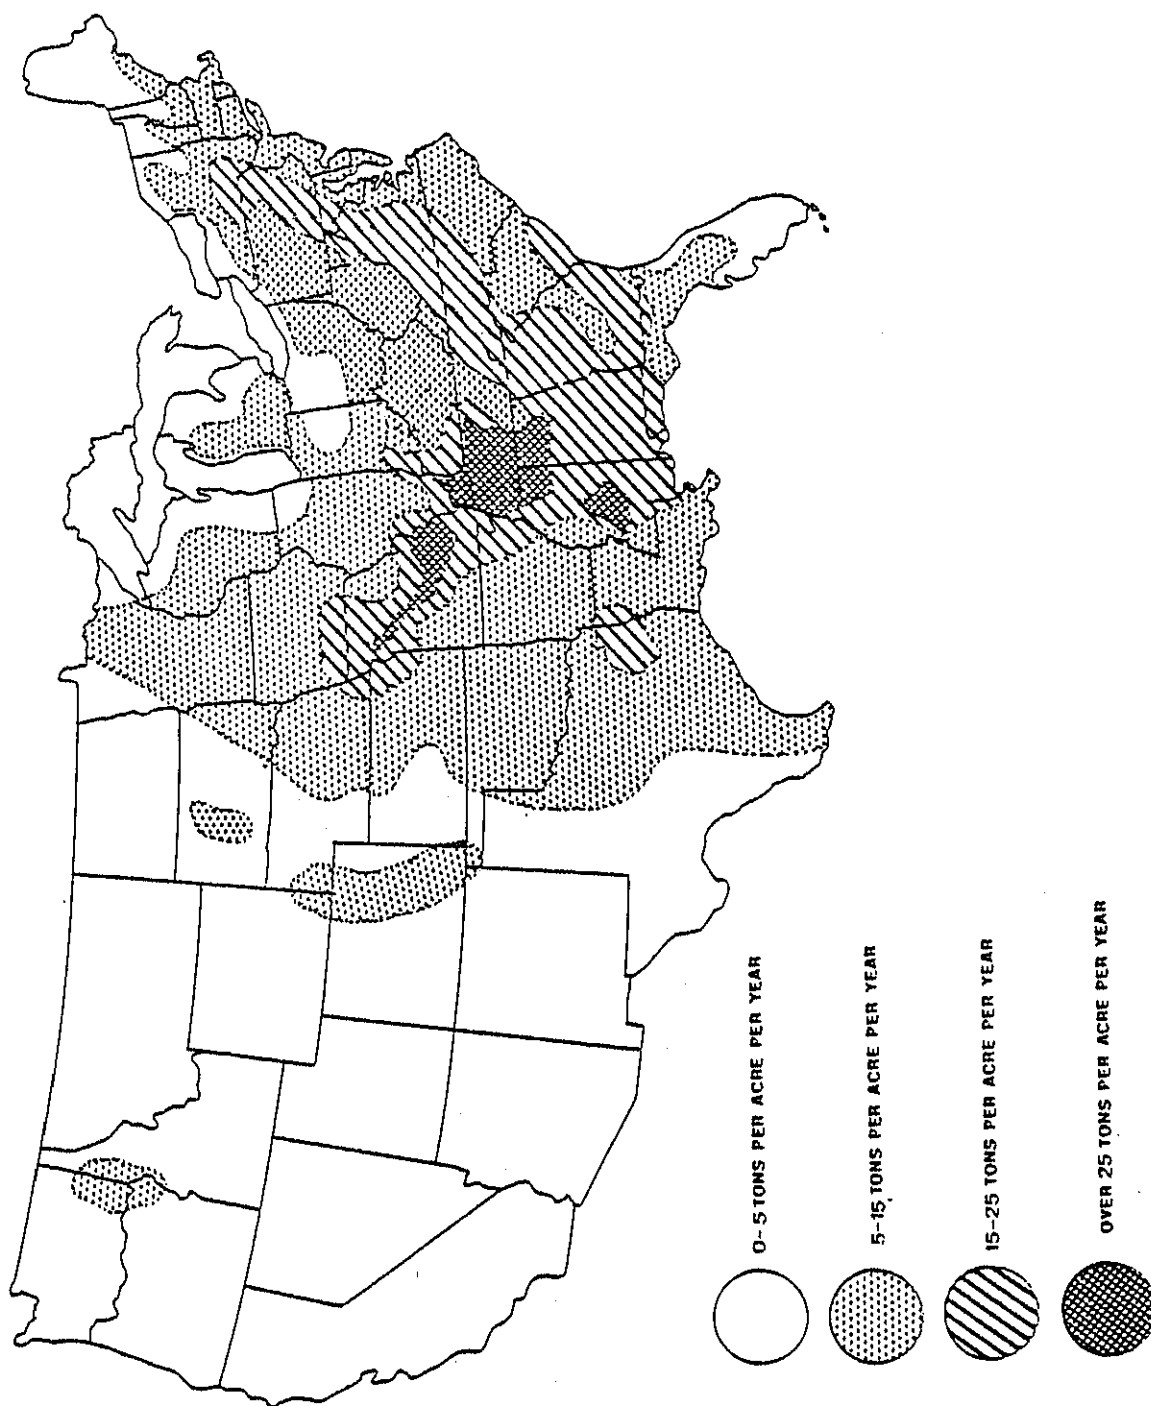 0-5 TONS PER ACRE PER YEAR
5-15 TONS PER ACRE PER YEAR
15-25 TONS PER ACRE PER YEAR
OVER 25 TONS PER ACRE PER YEAR